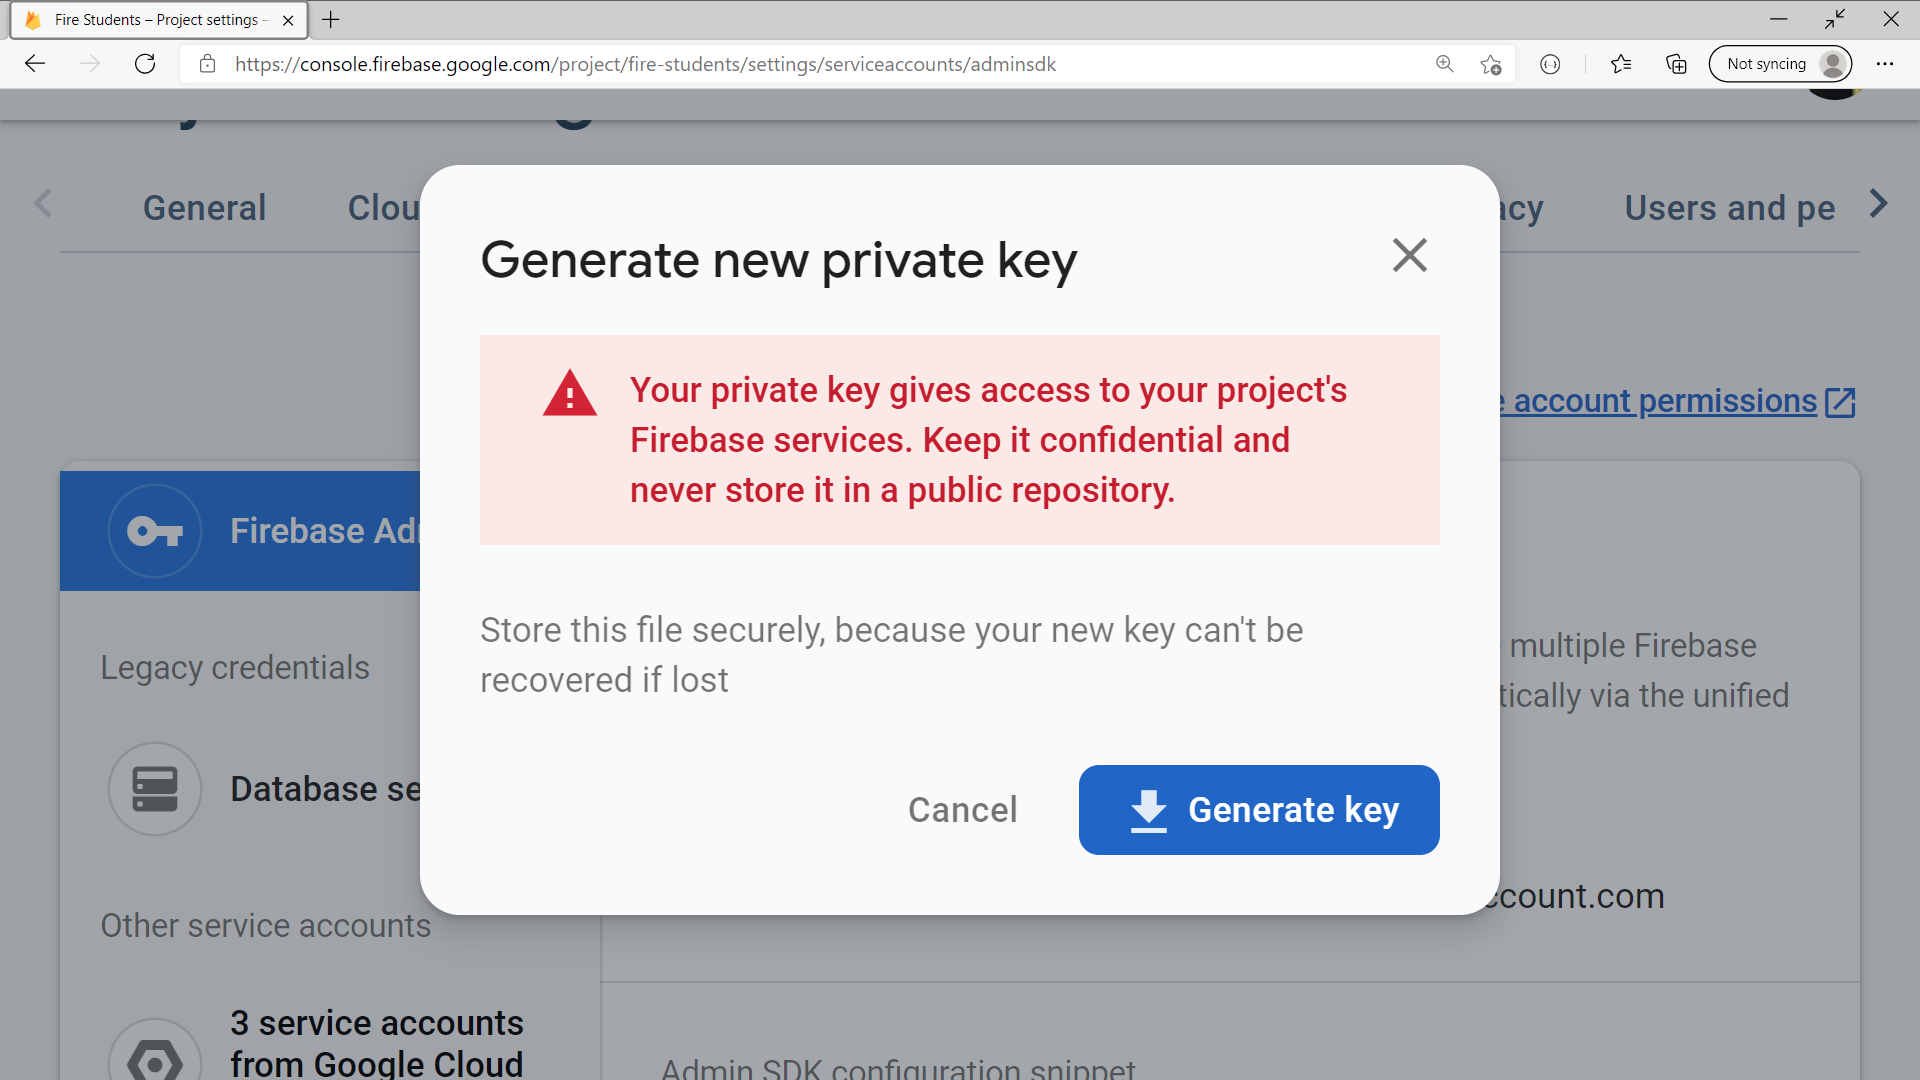 Fire Students – Project settings –
https://console.firebase.google.com/project/fire-students/settings/serviceaccounts/adminsdk
Not syncing
General
Clou
acy
Users and pe
Generate new private key
Your private key gives access to your project's
Firebase services. Keep it confidential and
never store it in a public repository.
account permissions
Firebase Ad
Store this file securely, because your new key can't be
recovered if lost
multiple Firebase
tically via the unified
Legacy credentials
Database se
Cancel
Generate key
ccount.com
Other service accounts
3 service accounts
from Google Cloud
Admin SDK configuration snippet